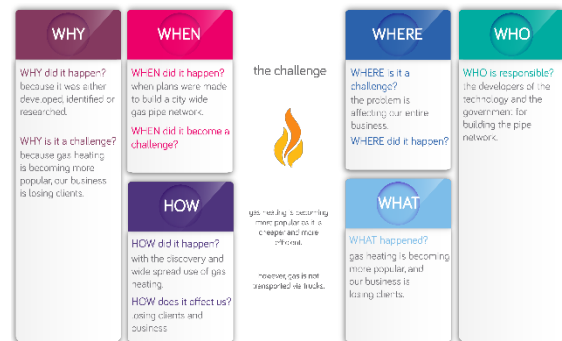 WHY
WHY did it happen?
because it was either
developed, identified or
researched.
WHY is it a challenge?
because gas heating
is becoming more
popular, our business
is losing clients.
WHEN
WHEN did it happen?
when plans were made
to build a city wide
gas pipe network.
WHEN did it become a
challenge?
HOW
HOW did it happen?
with the discovery and
wide spread use of gas
heating.
HOW does it affect us?
losing clients and
business
the challenge
gas heating is becoming
more popular as it is
cheaper and more
efficient.
however, gas is not
transported via trucks.
WHERE
WHERE is it a
challenge?
the problem is
affecting our entire
business.
WHERE did it happen?
WHAT
WHAT happened?
gas heating is becoming
more popular, and
our business is
losing clients.
WHO
WHO is responsible?
the developers of the
technology and the
government for
building the pipe
network.